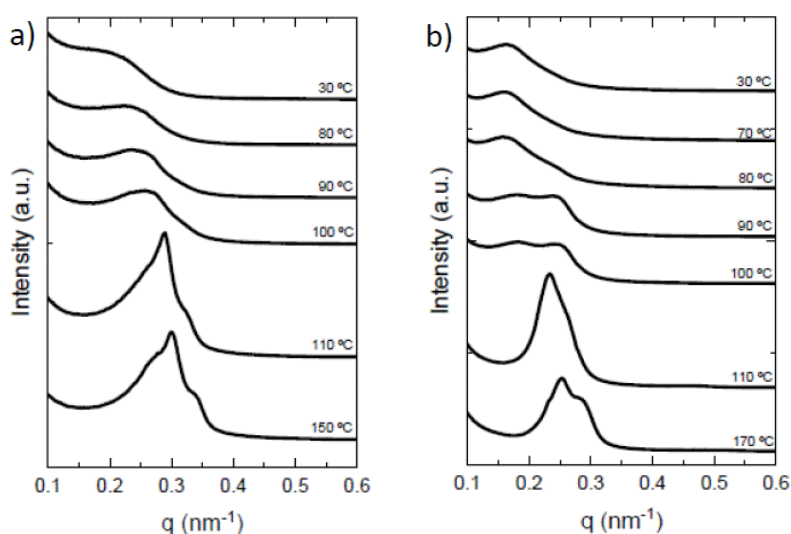 a)
Intensity (a.u.)
30 ºC
80 ºC
90 ºC
100 ºC
110 ºC
150 ºC
0.1 0.2 0.3 0.4 0.5 0.6
q (nm⁻¹)
b)
Intensity (a.u.)
30 ºC
70 ºC
80 ºC
90 ºC
100 ºC
110 ºC
170 ºC
0.1 0.2 0.3 0.4 0.5 0.6
q (nm⁻¹)